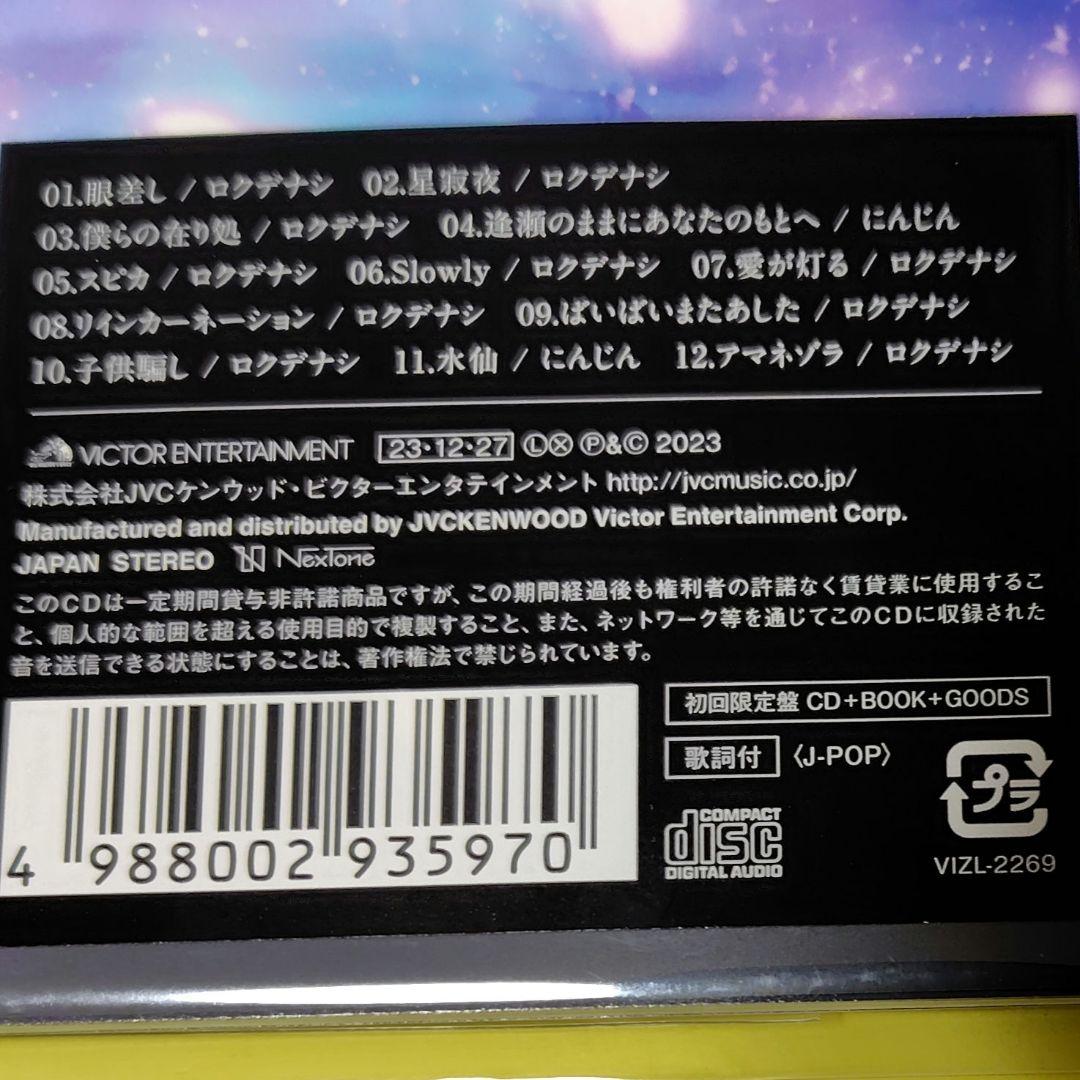 01.眼差し / ロクデナシ 02.星寂夜 / ロクデナシ
03.僕らの在り処 / ロクデナシ 04.逢瀬のままにあなたのもとへ / にんじん
05.スピカ / ロクデナシ 06.Slowly / ロクデナシ 07.愛が灯る / ロクデナシ
08.リインカーネーション / ロクデナシ 09.ばいばいまたあした / ロクデナシ
10.子供騙し / ロクデナシ 11.水仙 / にんじん 12.アマネゾラ / ロクデナシ
VICTOR ENTERTAINMENT 23・12・27 Ⓛ Ⓧ Ⓟ&© 2023
株式会社JVCケンウッド・ビクターエンタテインメント http://jvcmusic.co.jp/
Manufactured and distributed by JVCKENWOOD Victor Entertainment Corp.
JAPAN STEREO NexTone
このCDは一定期間貸与非許諾商品ですが、この期間経過後も権利者の許諾なく賃貸業に使用するこ
と、個人的な範囲を超える使用目的で複製すること、また、ネットワーク等を通じてこのCDに収録された
音を送信できる状態にすることは、著作権法で禁じられています。
4 988002 935970
初回限定盤 CD+BOOK+GOODS
歌詞付 〈J-POP〉
プラ
COMPACT
disc
DIGITAL AUDIO
VIZL-2269